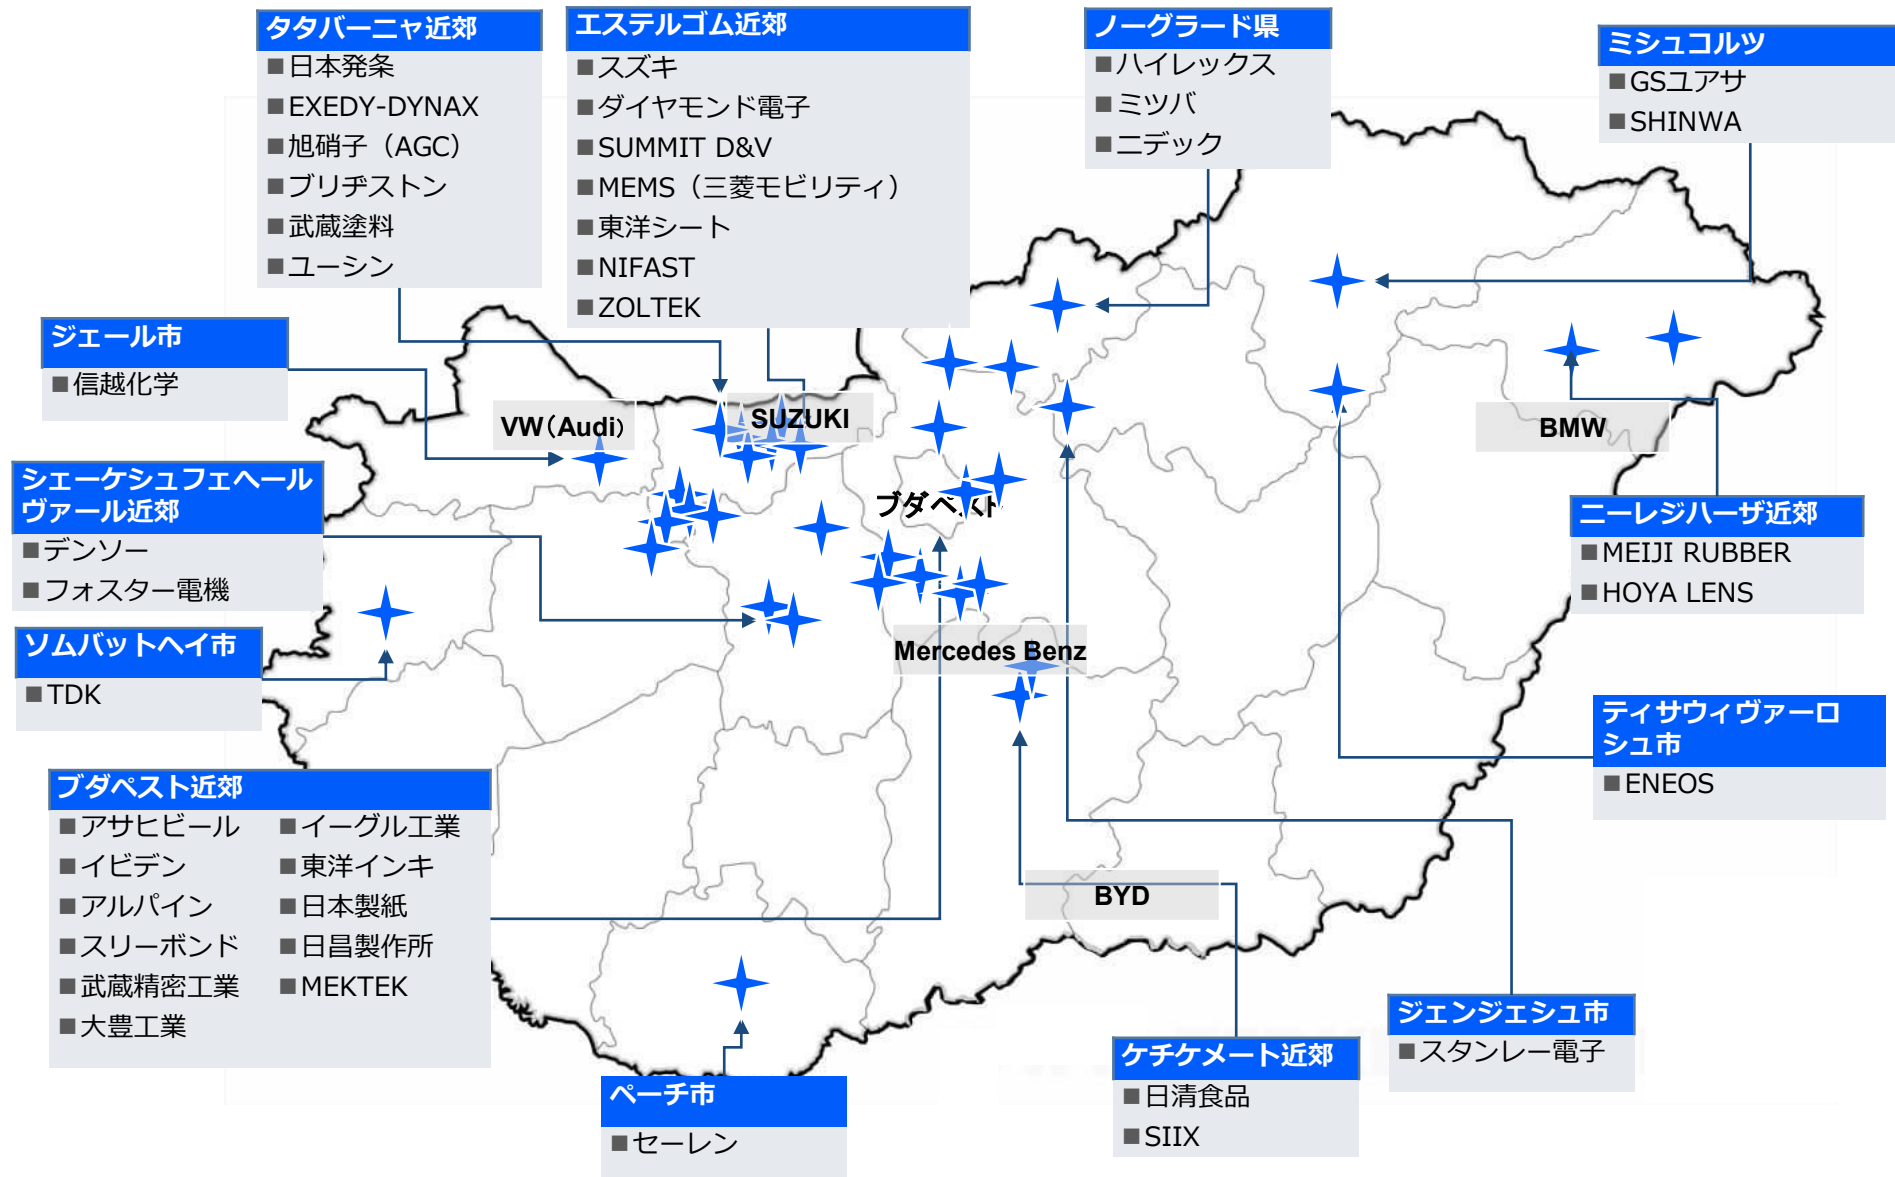 タタバーニャ近郊
■日本発条
■EXEDY-DYNAX
■旭硝子（AGC）
■ブリヂストン
■武蔵塗料
■ユーシン
エステルゴム近郊
■スズキ
■ダイヤモンド電子
■SUMMIT D&V
■MEMS（三菱モビリティ）
■東洋シート
■NIFAST
■ZOLTEK
ノーグラード県
■ハイレックス
■ミツバ
■ニデック
ミシュコルツ
■GSユアサ
■SHINWA
ジェール市
■信越化学
VW（Audi）
SUZUKI
BMW
シェーケシュフェヘール
ヴァール近郊
■デンソー
■フォスター電機
ブダペスト
ニーレジハーザ近郊
■MEIJI RUBBER
■HOYA LENS
ソムバットヘイ市
■TDK
Mercedes Benz
ティサウィヴァーロ
シュ市
■ENEOS
ブダペスト近郊
■アサヒビール
■イビデン
■アルパイン
■スリーボンド
■武蔵精密工業
■大豊工業
■イーグル工業
■東洋インキ
■日本製紙
■日昌製作所
■MEKTEK
BYD
ジェンジェシュ市
■スタンレー電子
ケチケメート近郊
■日清食品
■SIIX
ペーチ市
■セーレン